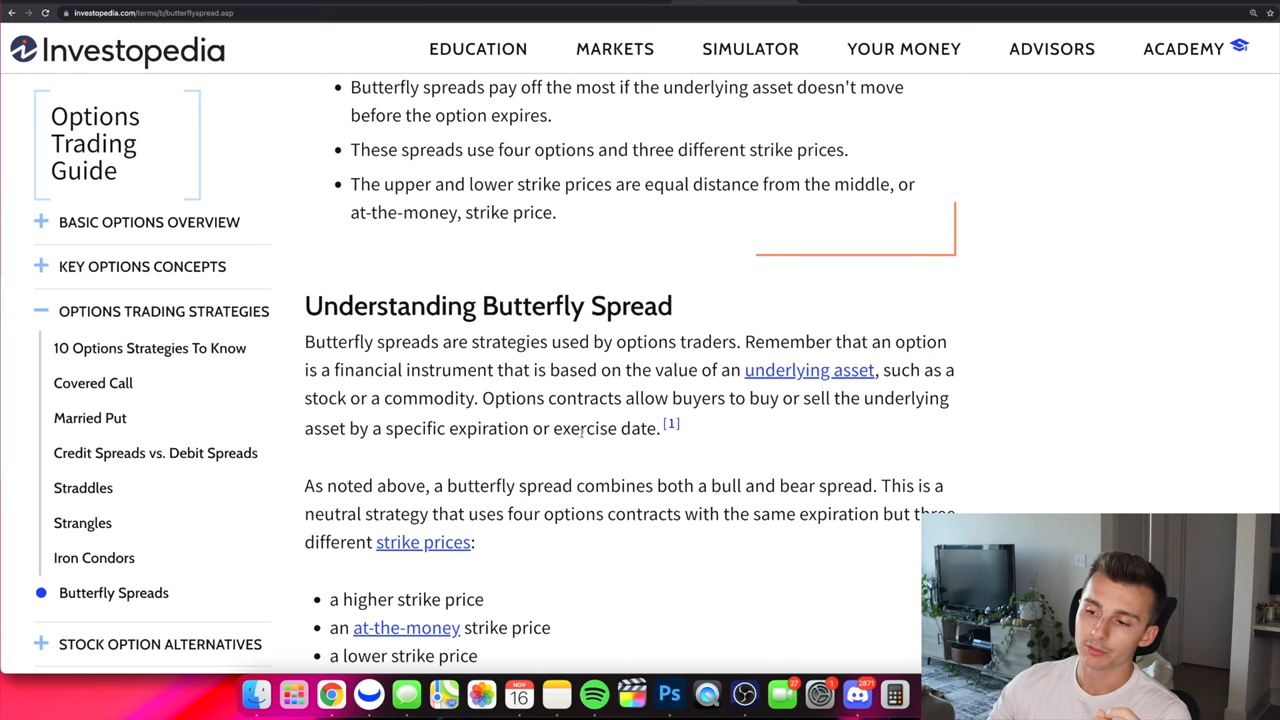 investopedia.com/terms/b/butterflyspread.asp
Investopedia
EDUCATION
MARKETS
SIMULATOR
YOUR MONEY
ADVISORS
ACADEMY
Options
Trading
Guide
+ BASIC OPTIONS OVERVIEW
+ KEY OPTIONS CONCEPTS
− OPTIONS TRADING STRATEGIES
10 Options Strategies To Know
Covered Call
Married Put
Credit Spreads vs. Debit Spreads
Straddles
Strangles
Iron Condors
Butterfly Spreads
+ STOCK OPTION ALTERNATIVES
• Butterfly spreads pay off the most if the underlying asset doesn't move
before the option expires.
• These spreads use four options and three different strike prices.
• The upper and lower strike prices are equal distance from the middle, or
at-the-money, strike price.
Understanding Butterfly Spread
Butterfly spreads are strategies used by options traders. Remember that an option
is a financial instrument that is based on the value of an underlying asset, such as a
stock or a commodity. Options contracts allow buyers to buy or sell the underlying
asset by a specific expiration or exercise date. [1]
As noted above, a butterfly spread combines both a bull and bear spread. This is a
neutral strategy that uses four options contracts with the same expiration but three
different strike prices:
• a higher strike price
• an at-the-money strike price
• a lower strike price
NOV
16
Ps
27
1
2871